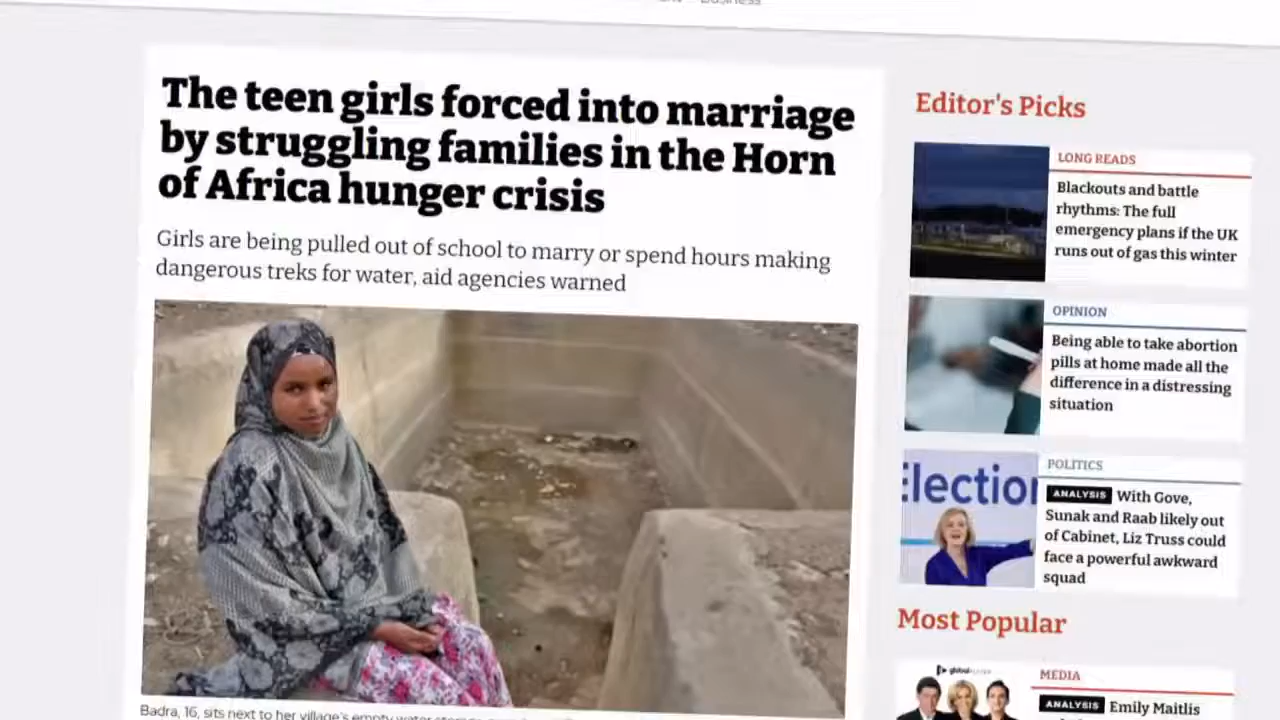 Business
The teen girls forced into marriage
by struggling families in the Horn
of Africa hunger crisis
Girls are being pulled out of school to marry or spend hours making
dangerous treks for water, aid agencies warned
Badra, 16, sits next to her village's empty water
Editor's Picks
LONG READS
Blackouts and battle
rhythms: The full
emergency plans if the UK
runs out of gas this winter
OPINION
Being able to take abortion
pills at home made all the
difference in a distressing
situation
Election
POLITICS
ANALYSIS With Gove,
Sunak and Raab likely out
of Cabinet, Liz Truss could
face a powerful awkward
squad
Most Popular
global
MEDIA
ANALYSIS Emily Maitlis